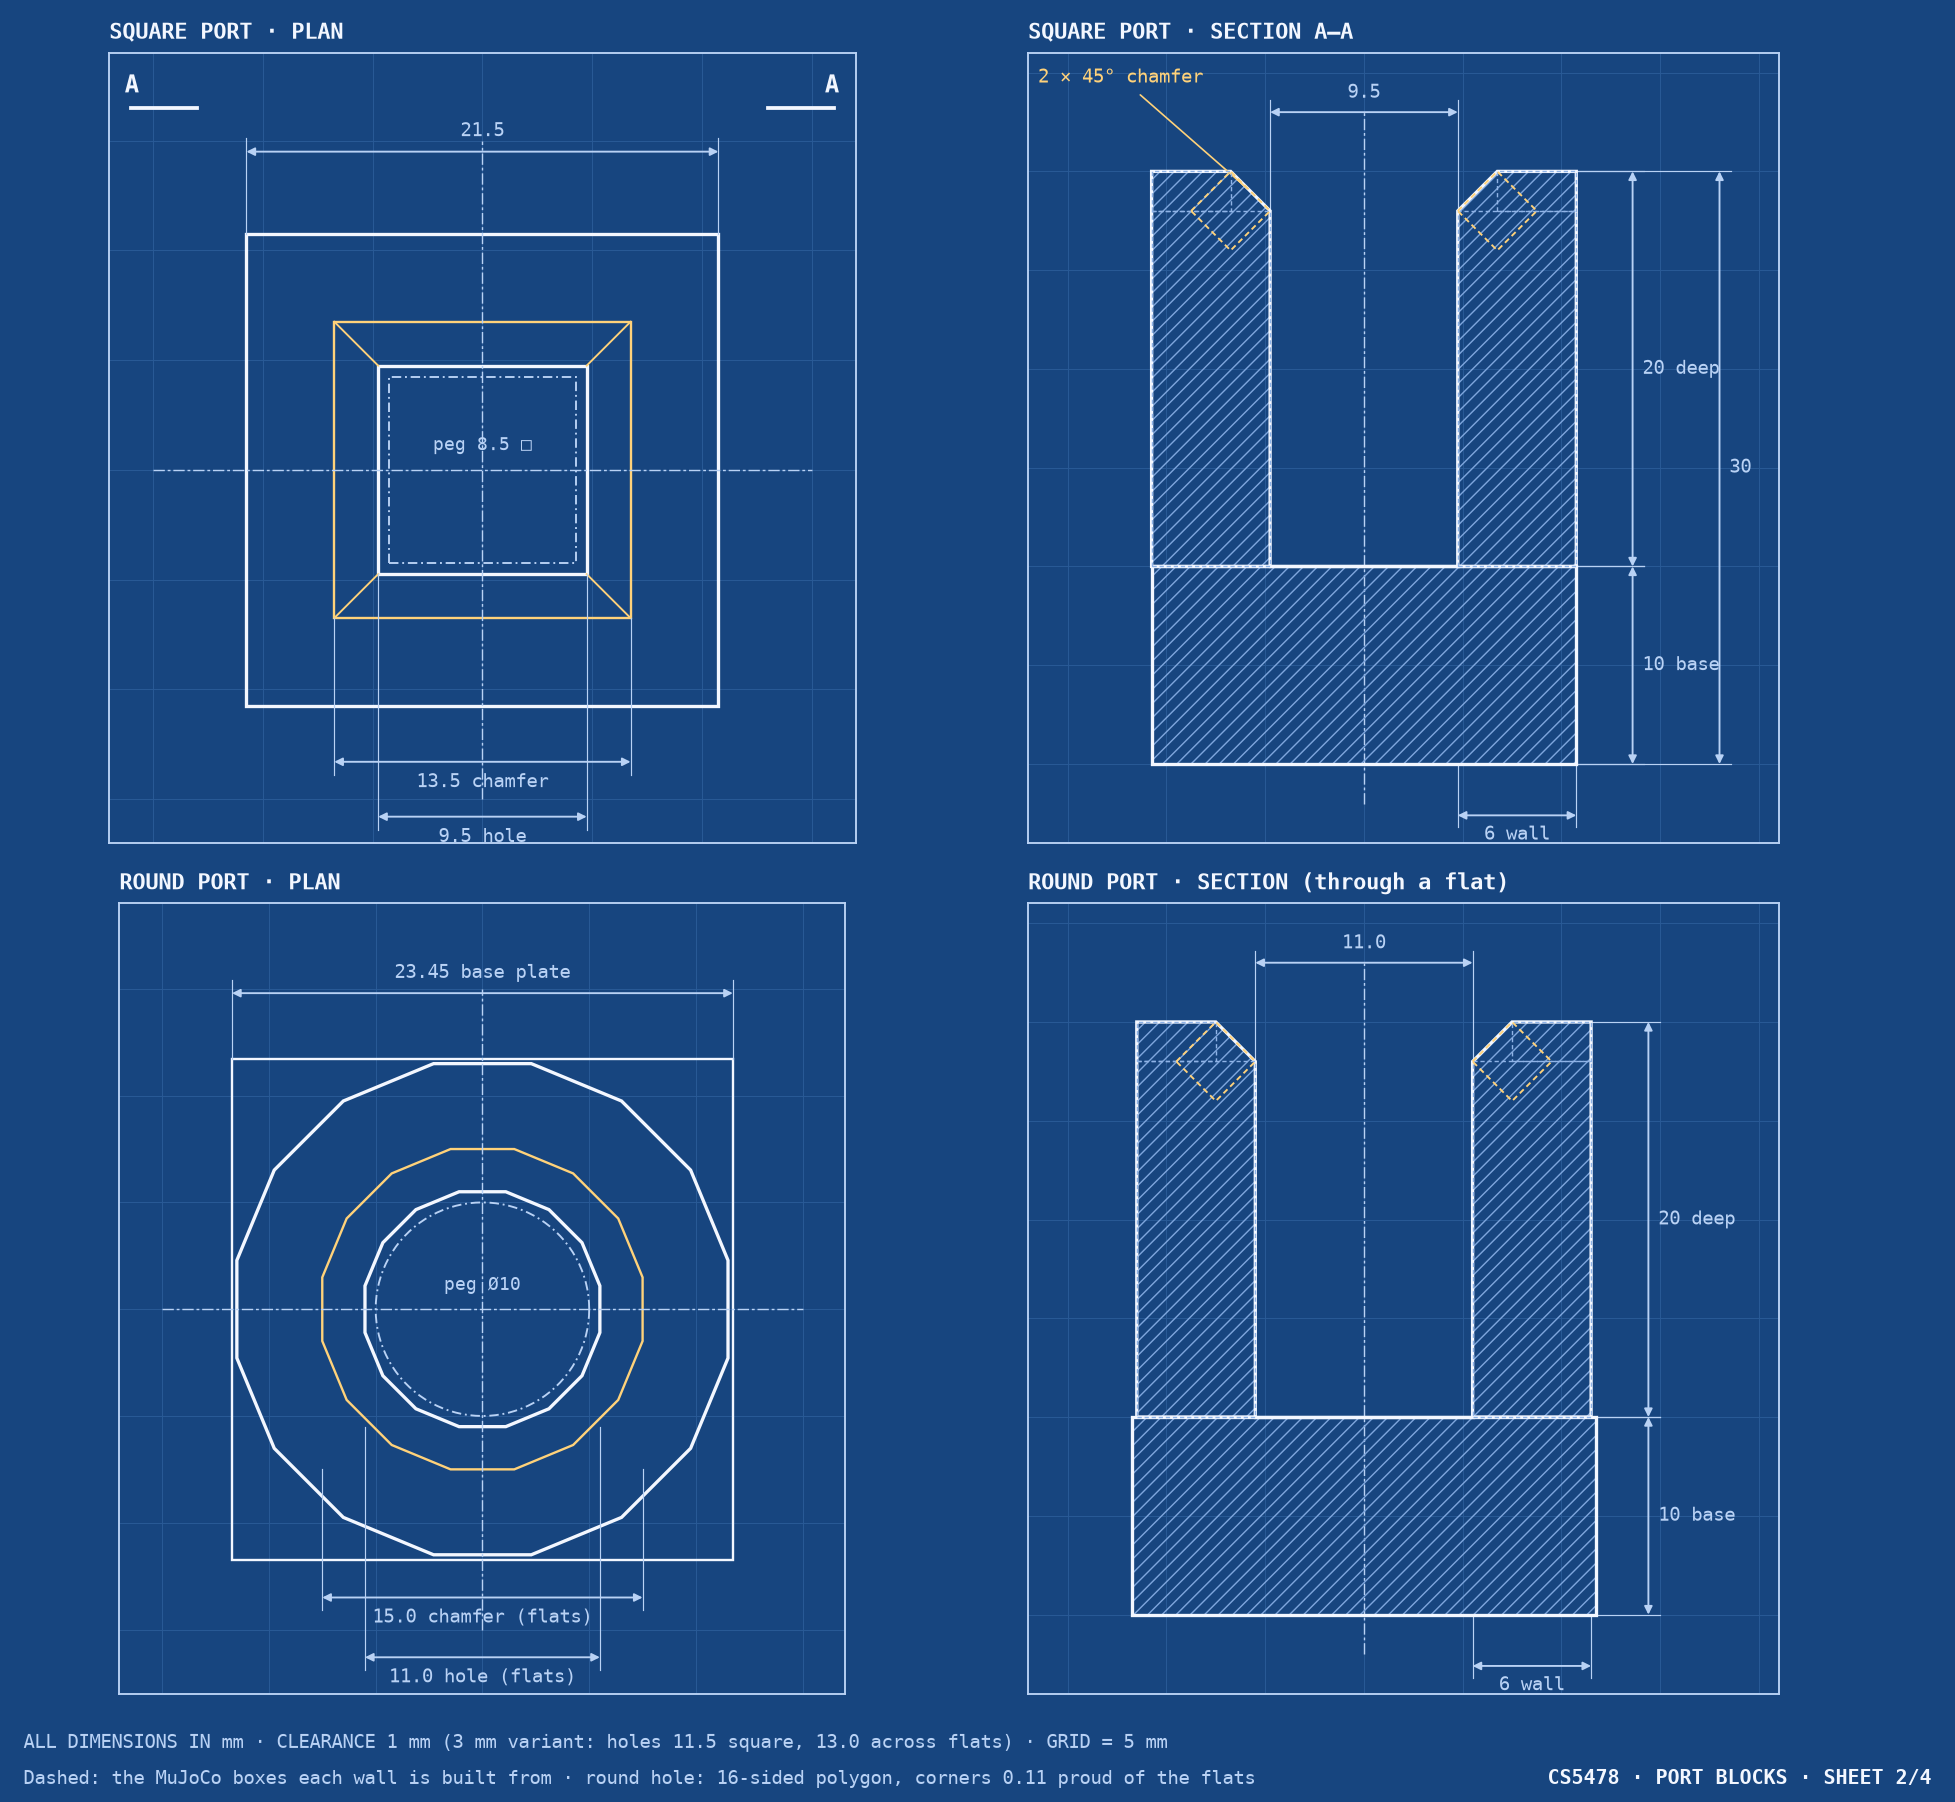 SQUARE PORT · PLAN
A
A
21.5
peg 8.5 □
13.5 chamfer
9.5 hole
SQUARE PORT · SECTION A–A
2 × 45° chamfer
9.5
20 deep
30
10 base
6 wall
ROUND PORT · PLAN
23.45 base plate
peg Ø10
15.0 chamfer (flats)
11.0 hole (flats)
ROUND PORT · SECTION (through a flat)
11.0
20 deep
10 base
6 wall
ALL DIMENSIONS IN mm · CLEARANCE 1 mm (3 mm variant: holes 11.5 square, 13.0 across flats) · GRID = 5 mm
Dashed: the MuJoCo boxes each wall is built from · round hole: 16-sided polygon, corners 0.11 proud of the flats
CS5478 · PORT BLOCKS · SHEET 2/4